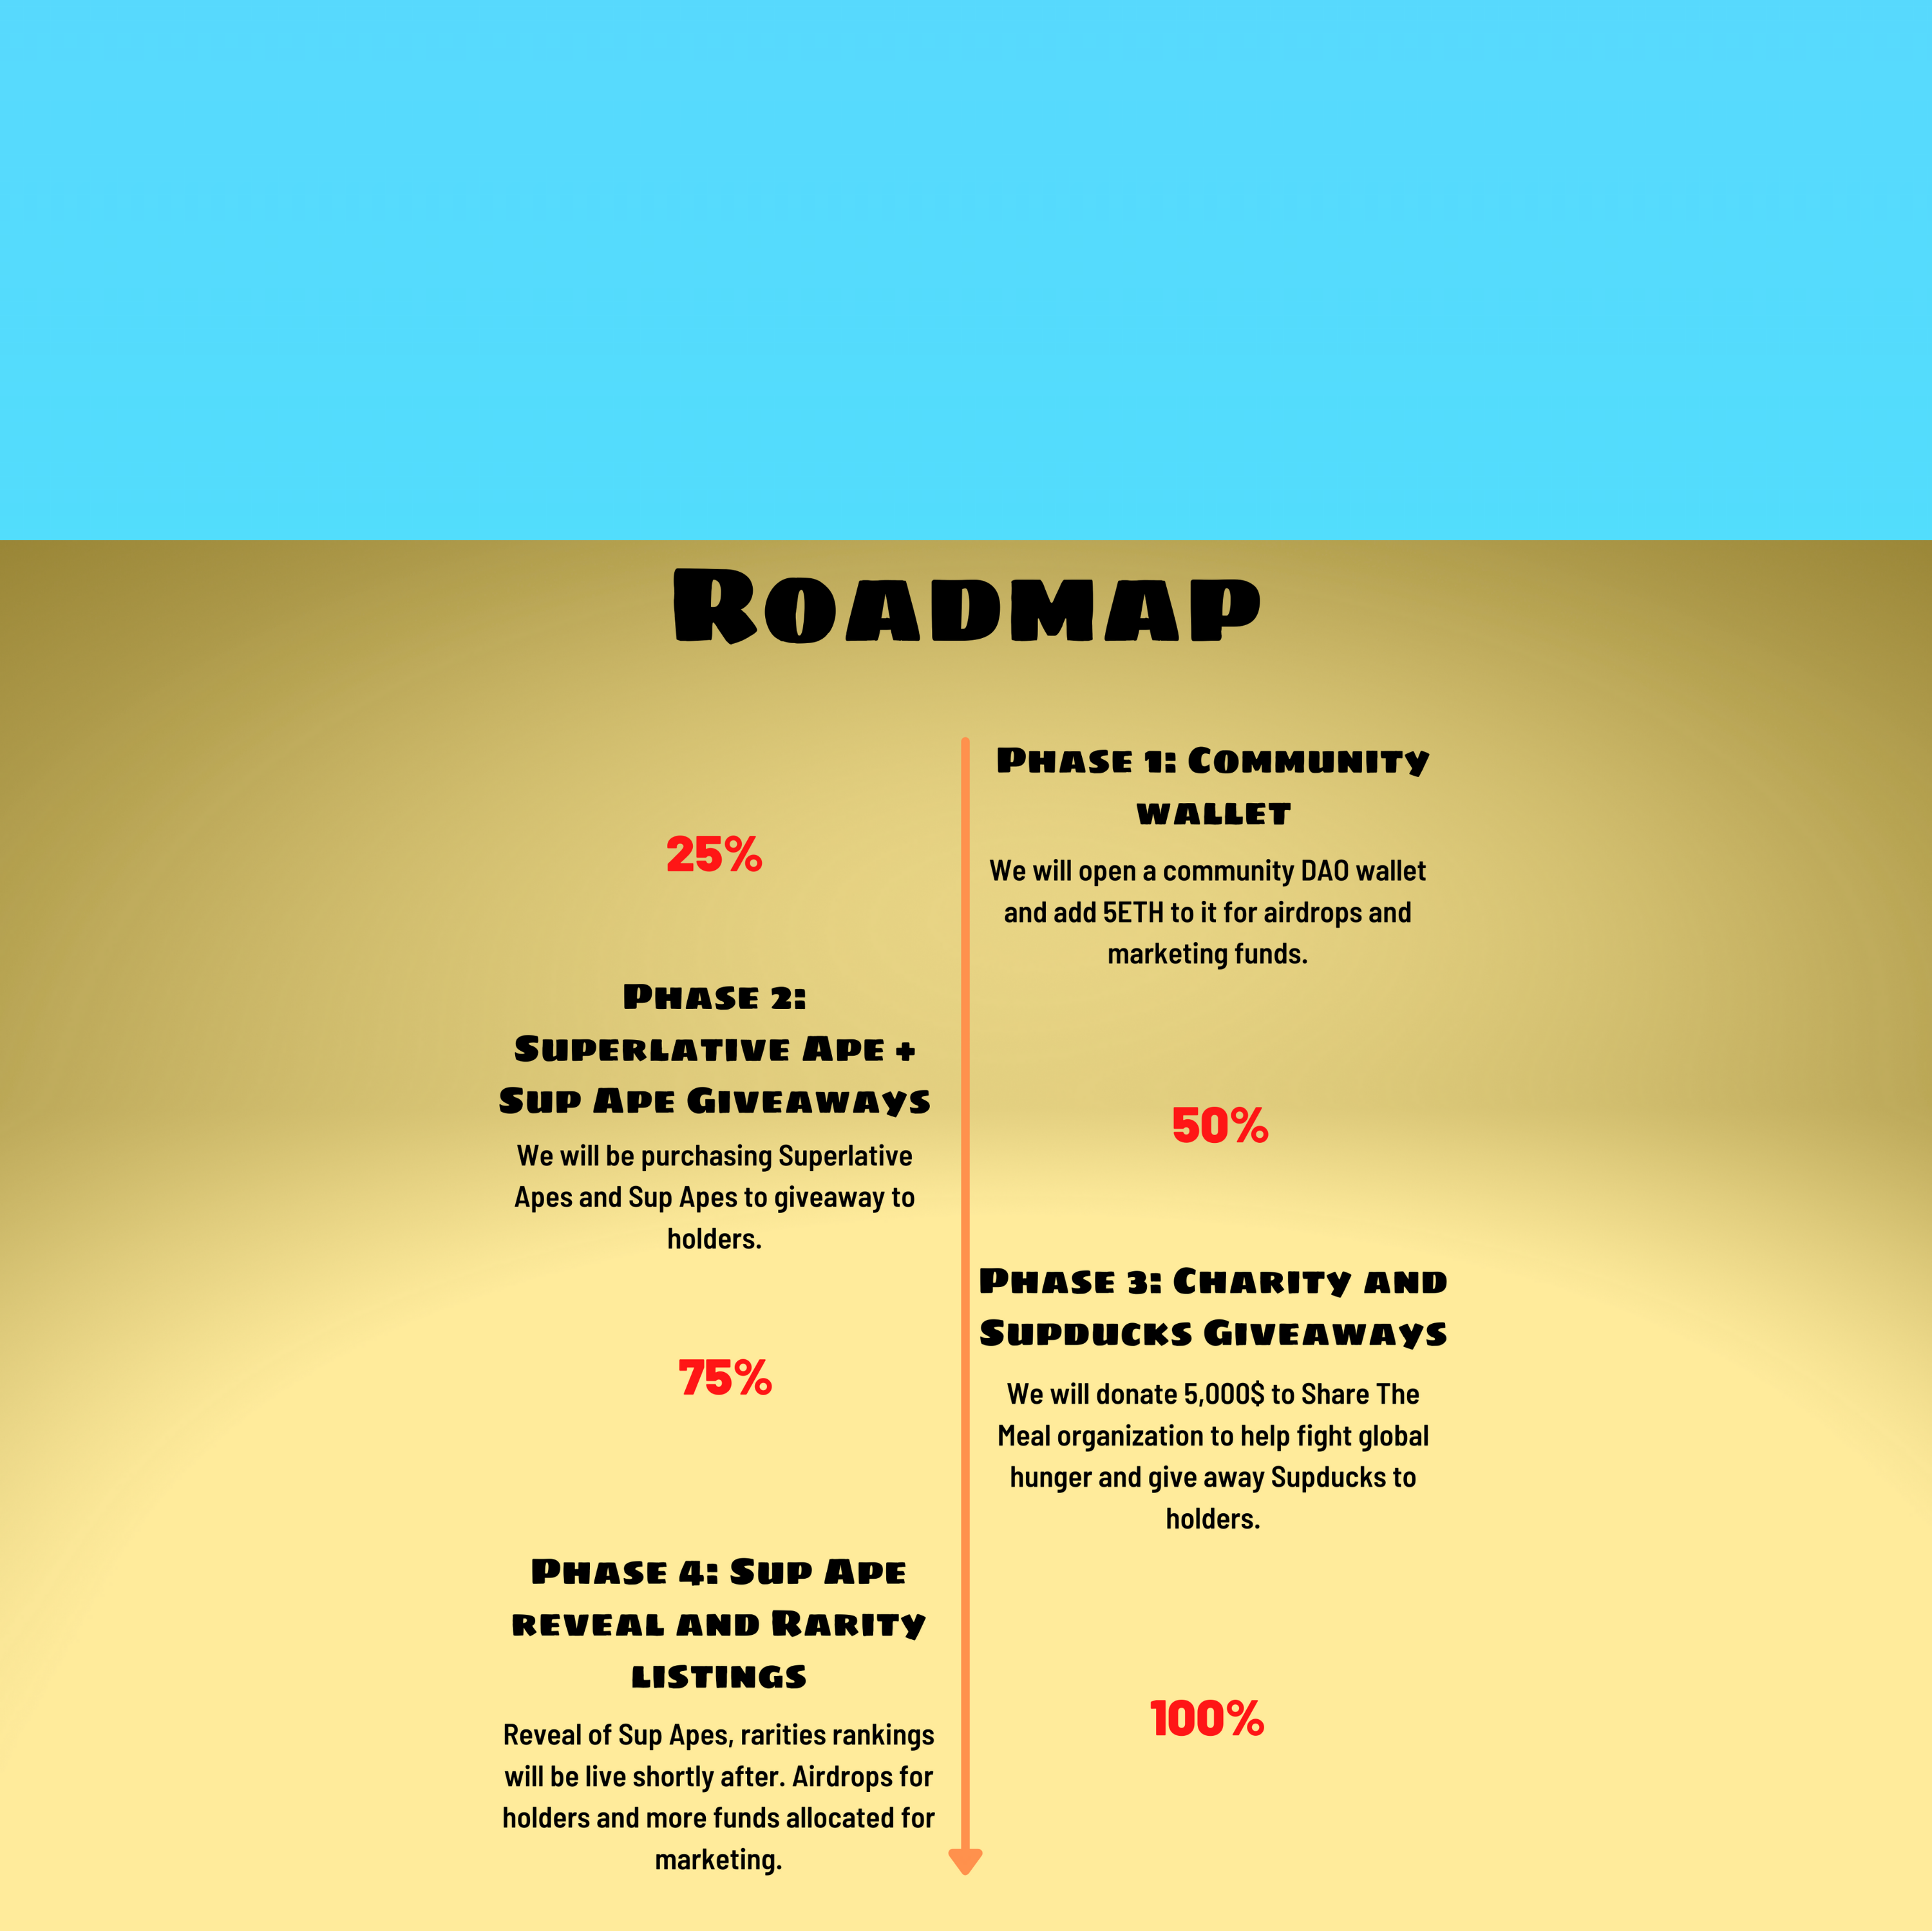 Roadmap
Phase 1: Community
wallet
25%
We will open a community DAO wallet
and add 5ETH to it for airdrops and
marketing funds.
Phase 2:
Superlative Ape +
Sup Ape Giveaways
50%
We will be purchasing Superlative
Apes and Sup Apes to giveaway to
holders.
Phase 3: Charity and
Supducks Giveaways
75%
We will donate 5,000$ to Share The
Meal organization to help fight global
hunger and give away Supducks to
holders.
Phase 4: Sup Ape
reveal and Rarity
listings
100%
Reveal of Sup Apes, rarities rankings
will be live shortly after. Airdrops for
holders and more funds allocated for
marketing.